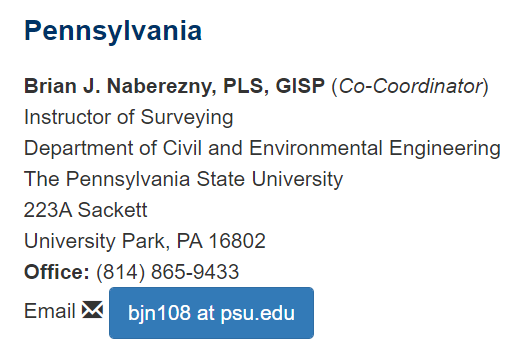 Pennsylvania
Brian J. Naberezny, PLS, GISP (Co-Coordinator)
Instructor of Surveying
Department of Civil and Environmental Engineering
The Pennsylvania State University
223A Sackett
University Park, PA 16802
Office: (814) 865-9433
Email bjn108 at psu.edu